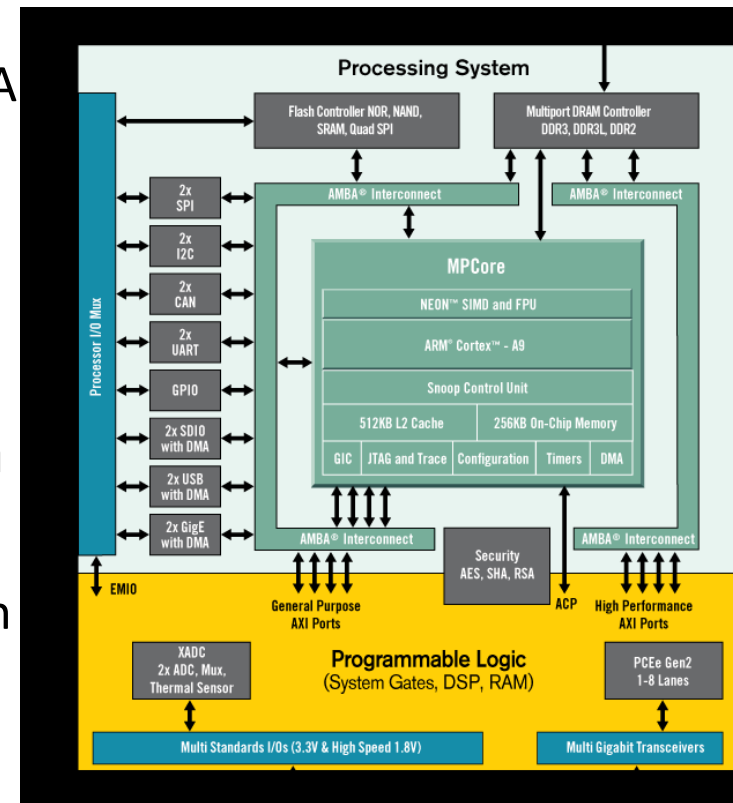 A
Processing System
Flash Controller NOR, NAND,
SRAM, Quad SPI
Multiport DRAM Controller
DDR3, DDR3L, DDR2
AMBA® Interconnect
AMBA® Interconnect
Processor I/O Mux
2x
SPI
2x
I2C
2x
CAN
2x
UART
GPIO
2x SDIO
with DMA
2x USB
with DMA
2x GigE
with DMA
MPCore
NEON™ SIMD and FPU
ARM® Cortex™ - A9
Snoop Control Unit
512KB L2 Cache
256KB On-Chip Memory
GIC
JTAG and Trace
Configuration
Timers
DMA
AMBA® Interconnect
AMBA® Interconnect
Security
AES, SHA, RSA
EMIO
General Purpose
AXI Ports
ACP
High Performance
AXI Ports
XADC
2x ADC, Mux,
Thermal Sensor
Programmable Logic
(System Gates, DSP, RAM)
PCEe Gen2
1-8 Lanes
Multi Standards I/Os (3.3V & High Speed 1.8V)
Multi Gigabit Transceivers